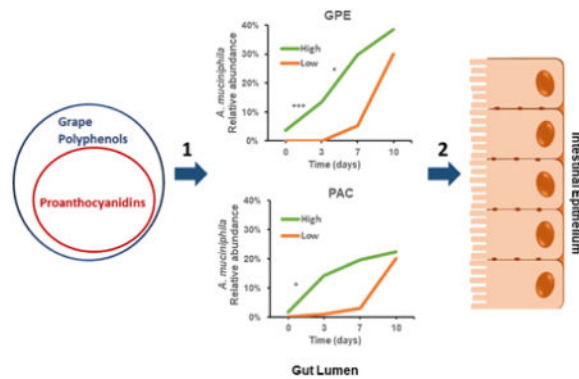 GPE
High
Low
***
*
A. muciniphila
Relative abundance
40%
30%
20%
10%
0%
0 3 7 10
Time (days)
Grape
Polyphenols
Proanthocyanidins
1
2
PAC
High
Low
*
A. muciniphila
Relative abundance
40%
30%
20%
10%
0%
0 3 7 10
Time (days)
Gut Lumen
Intestinal Epithelium